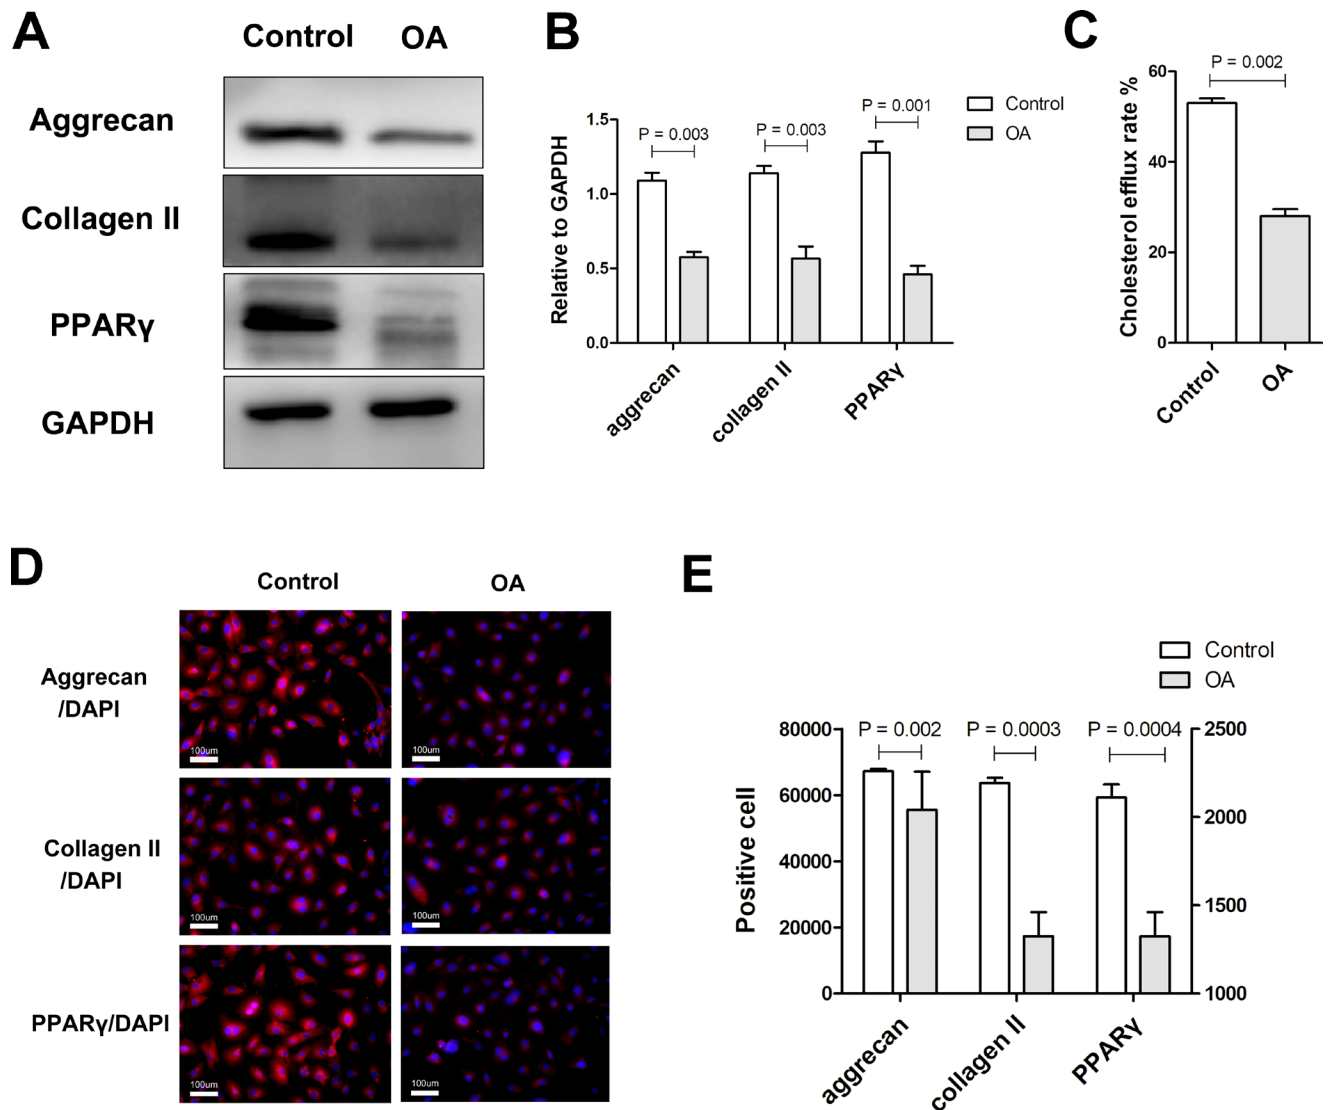 A
Control
OA
Aggrecan
Collagen II
PPARγ
GAPDH
B
Control
OA
P = 0.003
P = 0.003
P = 0.001
Relative to GAPDH
1.5
1.0
0.5
0.0
aggrecan
collagen II
PPARγ
C
P = 0.002
Cholesterol efflux rate %
60
40
20
0
Control
OA
D
Control
OA
Aggrecan
/DAPI
100um
100um
Collagen II
/DAPI
100um
100um
PPARγ/DAPI
100um
100um
E
Control
OA
P = 0.002
P = 0.0003
P = 0.0004
Positive cell
80000
60000
40000
20000
0
2500
2000
1500
1000
aggrecan
collagen II
PPARγ